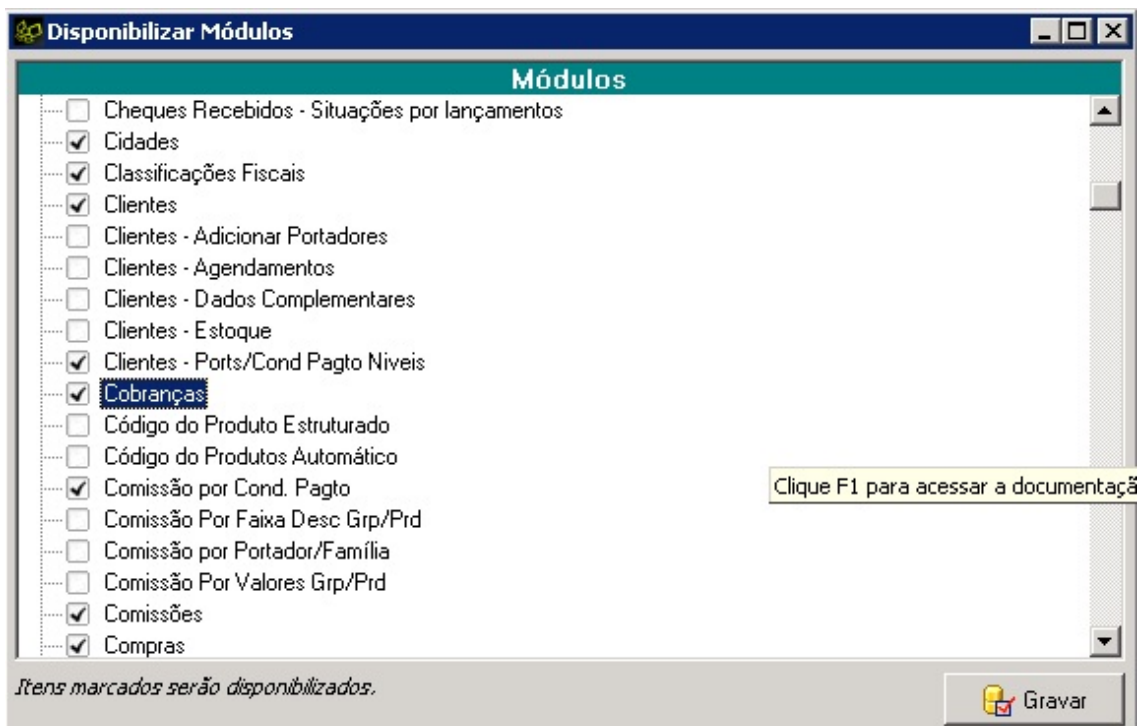 Disponibilizar Módulos
Módulos
Cheques Recebidos - Situações por lançamentos
Cidades
Classificações Fiscais
Clientes
Clientes - Adicionar Portadores
Clientes - Agendamentos
Clientes - Dados Complementares
Clientes - Estoque
Clientes - Ports/Cond Pagto Niveis
Cobranças
Código do Produto Estruturado
Código do Produtos Automático
Comissão por Cond. Pagto
Clique F1 para acessar a documentaçã
Comissão Por Faixa Desc Grp/Prd
Comissão por Portador/Família
Comissão Por Valores Grp/Prd
Comissões
Compras
Itens marcados serão disponibilizados.
Gravar